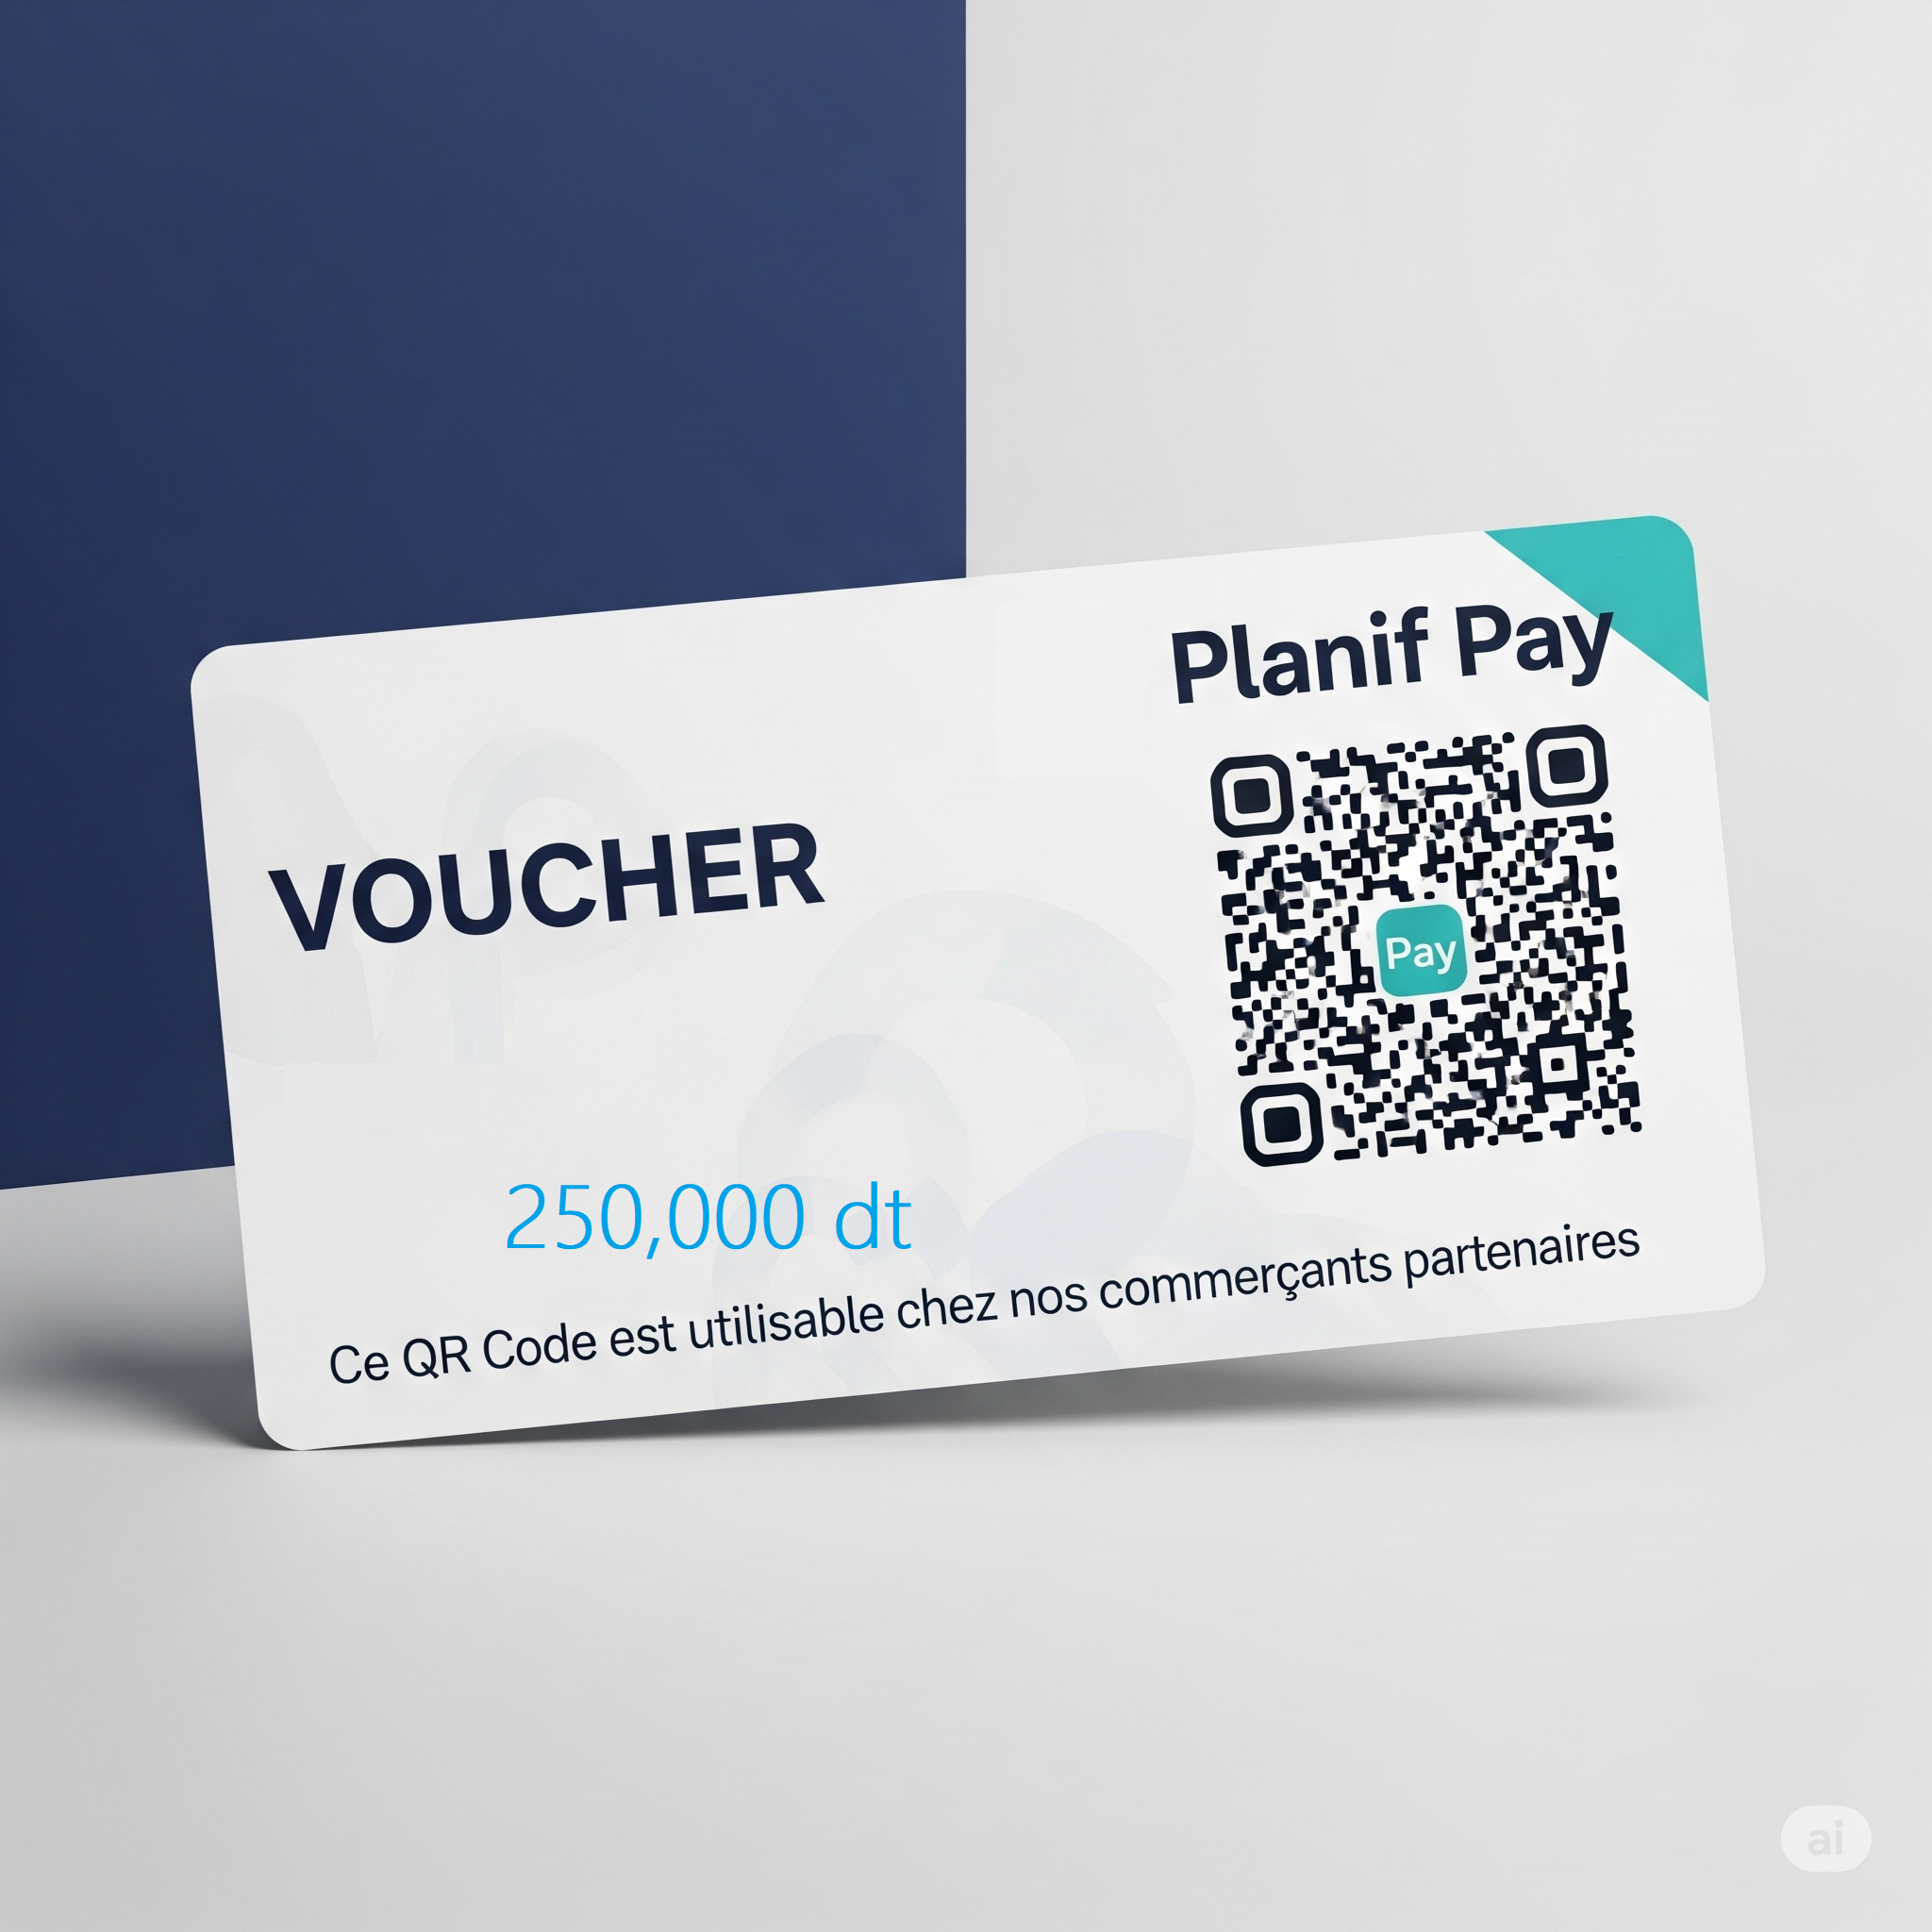 Planif Pay
VOUCHER
Pay
250,000 dt
Ce QR Code est utilisable chez nos commerçants partenaires
ai